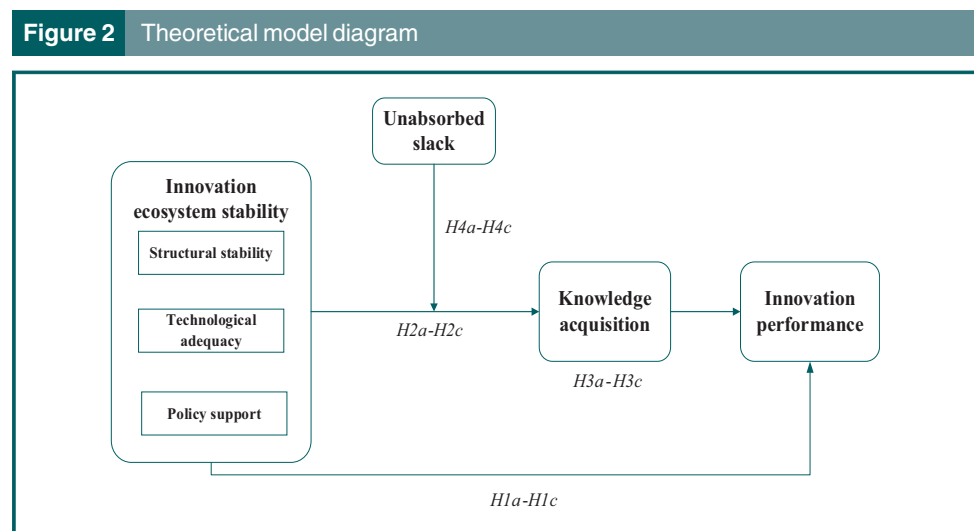 Figure 2 Theoretical model diagram
Unabsorbed
slack
Innovation
ecosystem stability
Structural stability
H4a-H4c
Technological
adequacy
H2a-H2c
Knowledge
acquisition
Innovation
performance
H3a-H3c
Policy support
H1a-H1c